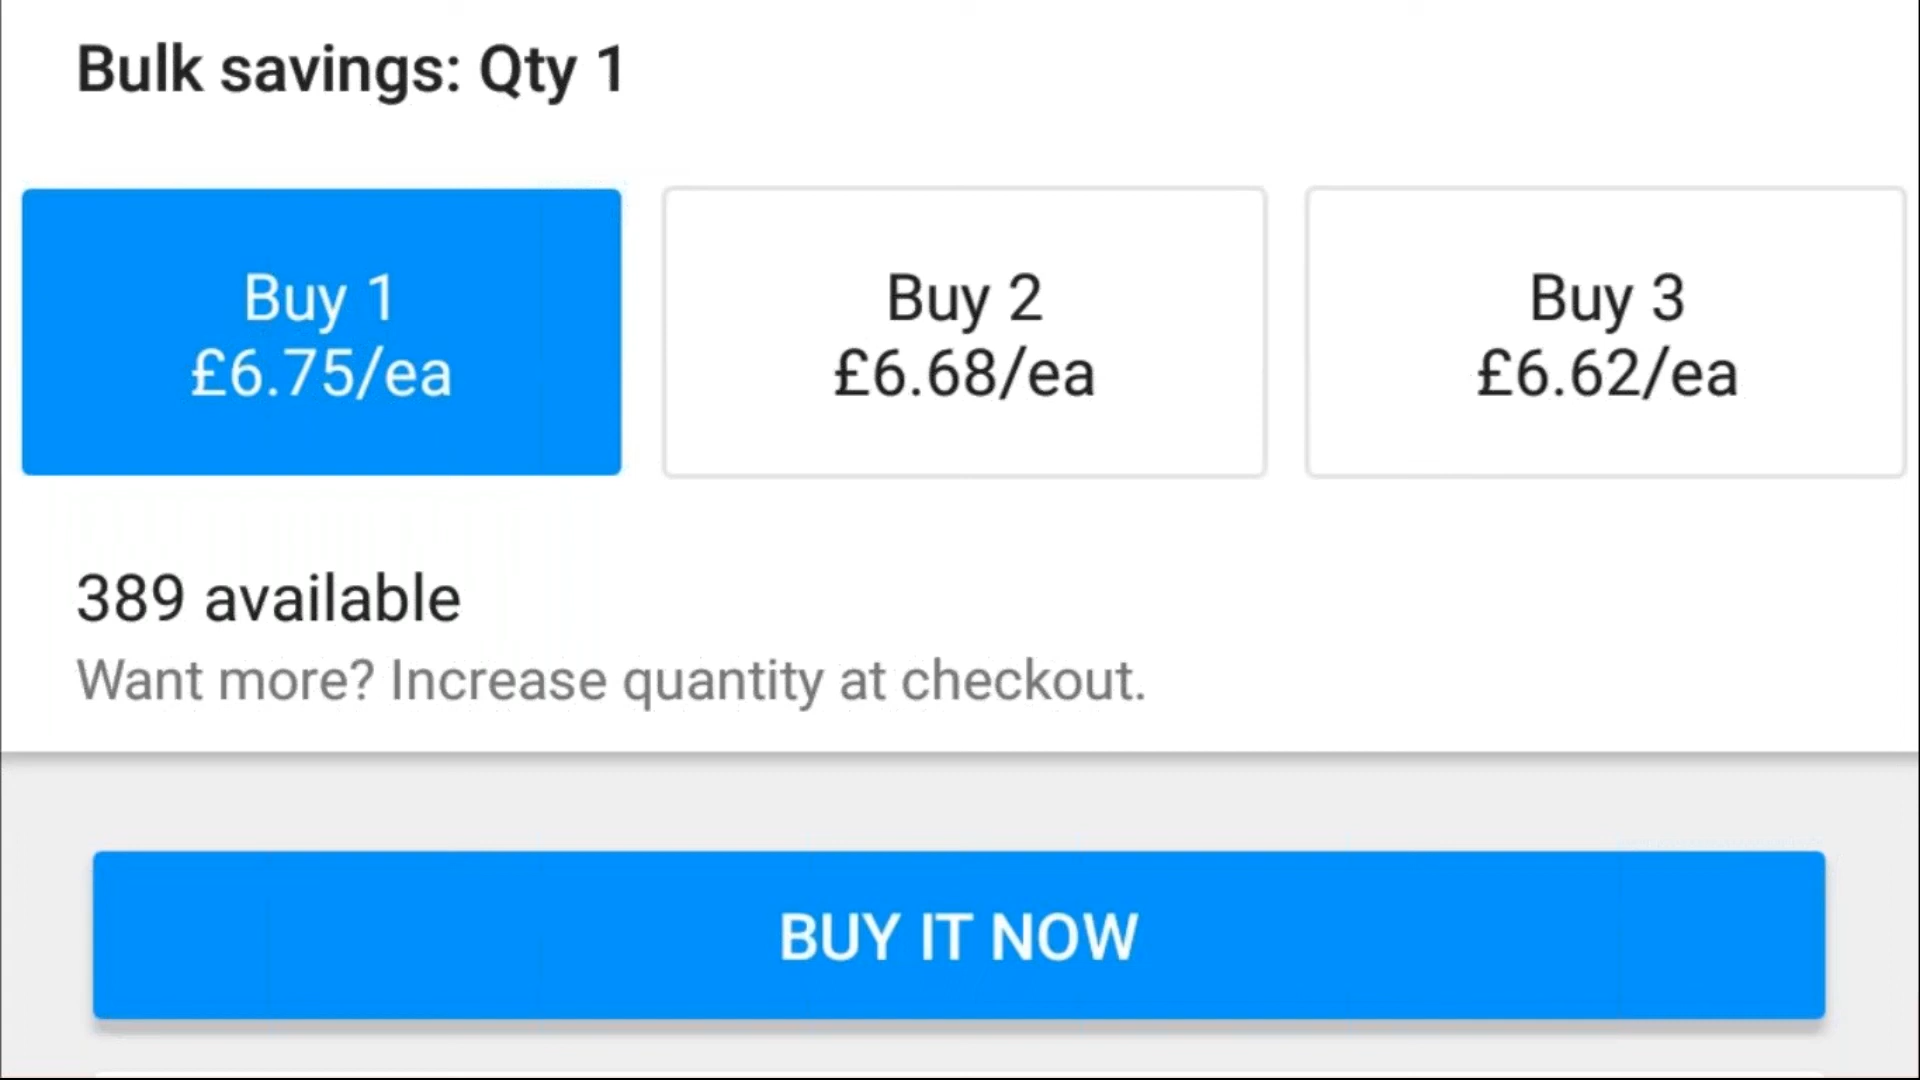 Bulk savings: Qty 1
Buy 1
£6.75/ea
Buy 2
£6.68/ea
Buy 3
£6.62/ea
389 available
Want more? Increase quantity at checkout.
BUY IT NOW